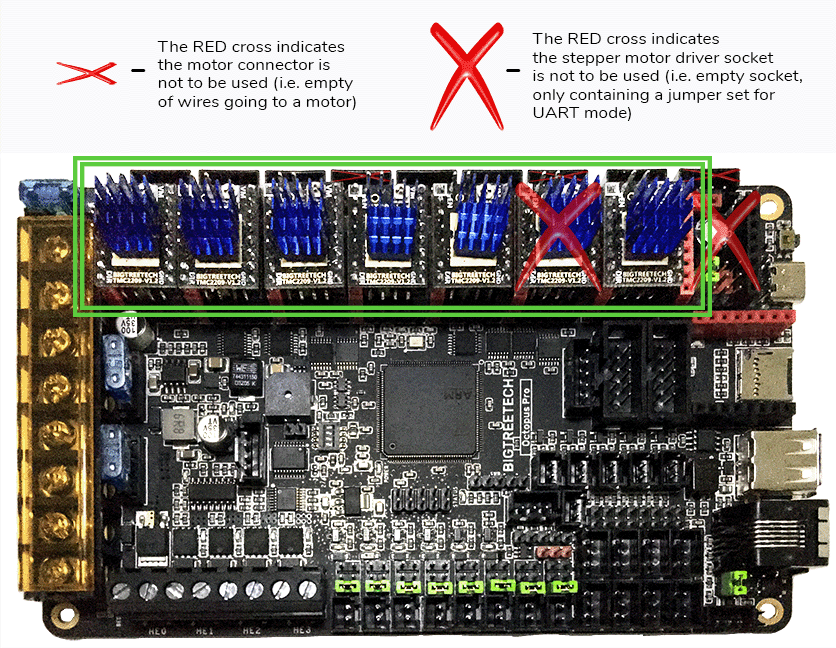 The RED cross indicates
the motor connector is
not to be used (i.e. empty
of wires going to a motor)
The RED cross indicates
the stepper motor driver socket
is not to be used (i.e. empty socket,
only containing a jumper set for
UART mode)
BIGTREETECH
TMC2209-V1.2
BIGTREETECH
TMC2209-V1.2
BIGTREETECH
TMC2209-V1.2
BIGTREETECH
TMC2209-V1.2
BIGTREETECH
TMC2209-V1.2
BIGTREETECH
TMC2209-V1.2
BIGTREETECH
TMC2209-V1.2
100
35V
6R8
ARM
BIGTREETECH
Octopus Pro
HE0
HE1
HE2
HE3